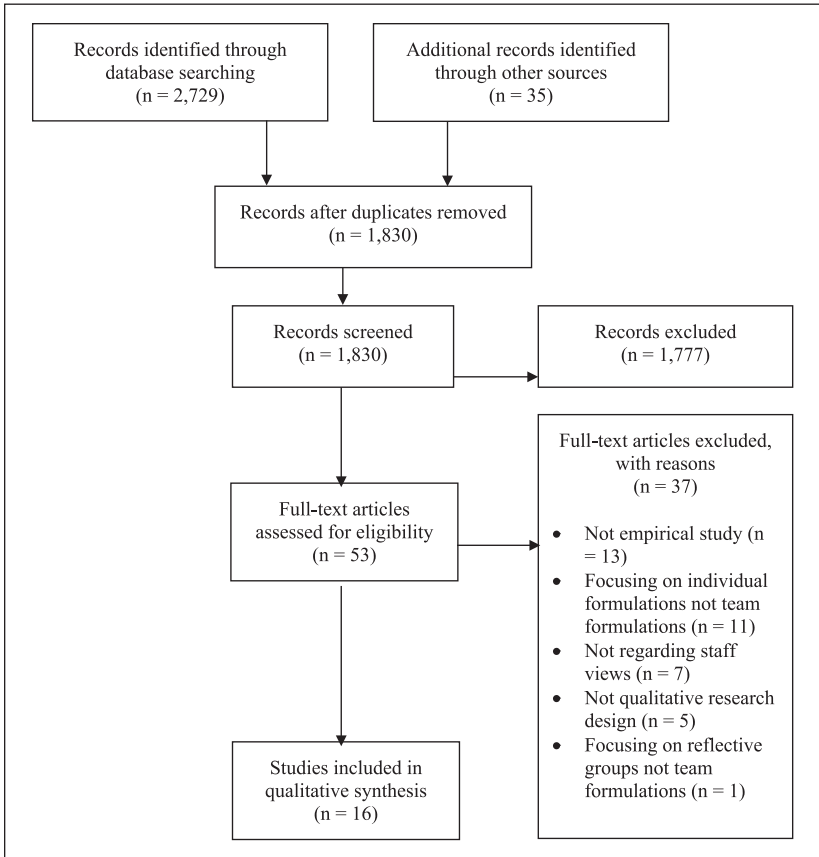 Records identified through
database searching
(n = 2,729)
Additional records identified
through other sources
(n = 35)
Records after duplicates removed
(n = 1,830)
Records screened
(n = 1,830)
Records excluded
(n = 1,777)
Full-text articles
assessed for eligibility
(n = 53)
Full-text articles excluded,
with reasons
(n = 37)
• Not empirical study (n
= 13)
• Focusing on individual
formulations not team
formulations (n = 11)
• Not regarding staff
views (n = 7)
• Not qualitative research
design (n = 5)
• Focusing on reflective
groups not team
formulations (n = 1)
Studies included in
qualitative synthesis
(n = 16)